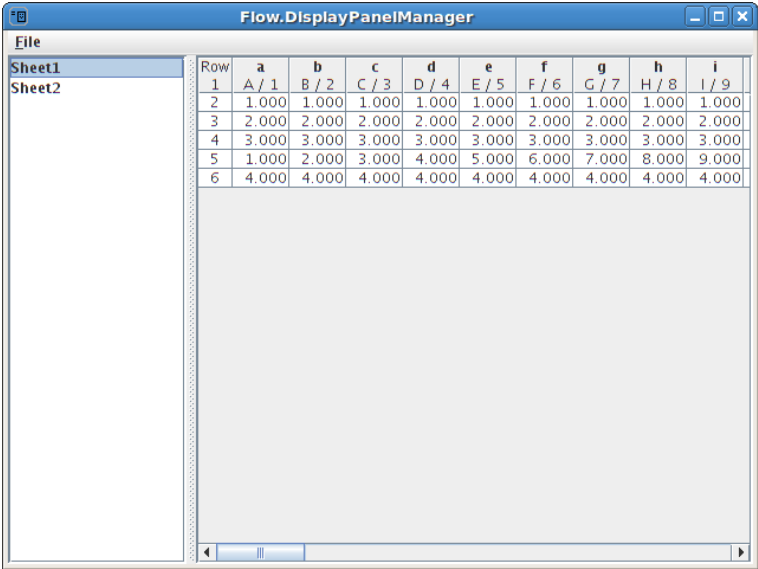 Flow.DIsplayPanelManager
File
Sheet1
Sheet2
Row a b c d e f g h i
1 A / 1 B / 2 C / 3 D / 4 E / 5 F / 6 G / 7 H / 8 I / 9
2 1.000 1.000 1.000 1.000 1.000 1.000 1.000 1.000 1.000
3 2.000 2.000 2.000 2.000 2.000 2.000 2.000 2.000 2.000
4 3.000 3.000 3.000 3.000 3.000 3.000 3.000 3.000 3.000
5 1.000 2.000 3.000 4.000 5.000 6.000 7.000 8.000 9.000
6 4.000 4.000 4.000 4.000 4.000 4.000 4.000 4.000 4.000